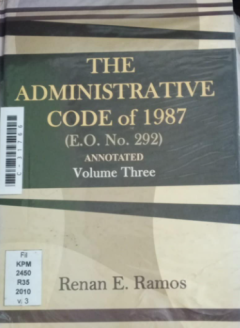 THE
ADMINISTRATIVE
CODE of 1987
(E.O. No. 292)
ANNOTATED
Volume Three
Fil
KPM
2450
R35
2010
v. 3
Renan E. Ramos